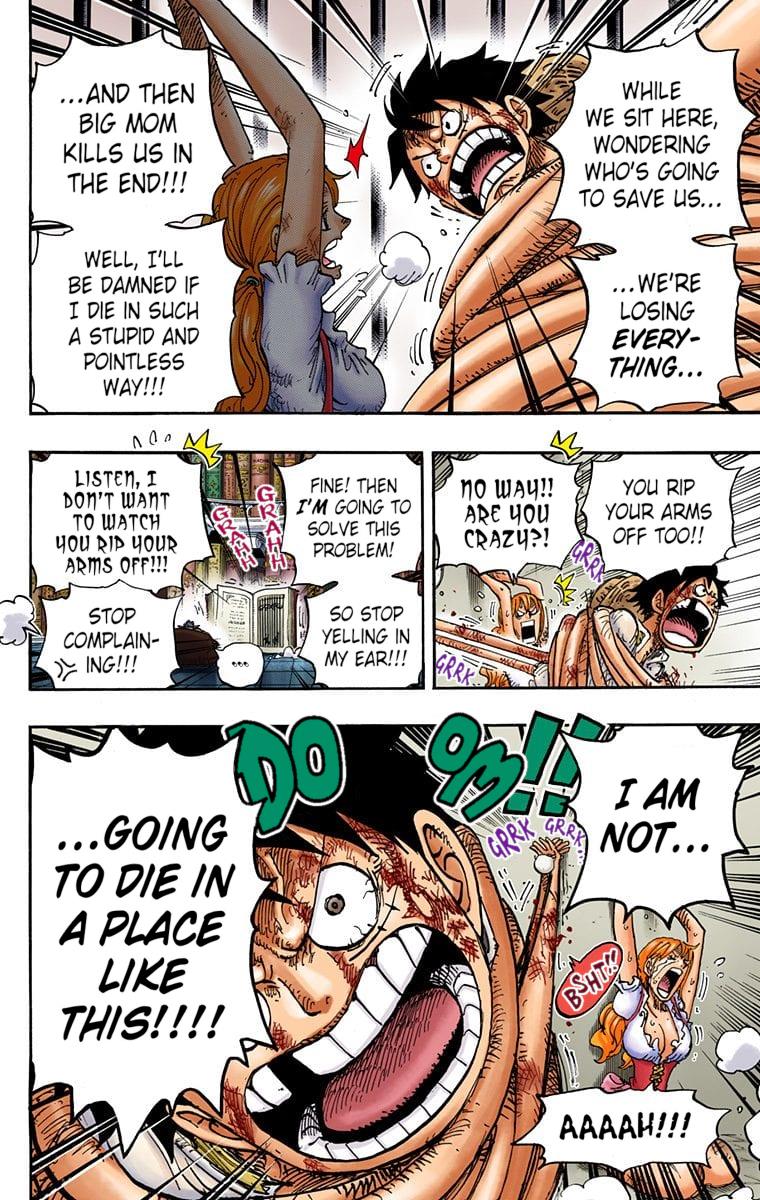 WHILE
WE SIT HERE,
WONDERING
WHO'S GOING
TO SAVE US...
...WE'RE
LOSING
EVERY-
THING...
...AND THEN
BIG MOM
KILLS US IN
THE END!!!
WELL, I'LL
BE DAMNED IF
I DIE IN SUCH
A STUPID AND
POINTLESS
WAY!!!
YOU RIP
YOUR ARMS
OFF TOO!!
NO WAY!!
ARE YOU
CRAZY?!
GRRK
GRRK
FINE! THEN
I'M GOING TO
SOLVE THIS
PROBLEM!
SO STOP
YELLING IN
MY EAR!!!
GRAHH
GRAHH
LISTEN, I
DON'T WANT
TO WATCH
YOU RIP YOUR
ARMS OFF!!!
STOP
COMPLAIN-
ING!!!
...
I AM
NOT...
DOOM!!
GRRK GRRK...
...GOING
TO DIE IN
A PLACE
LIKE
THIS!!!!
BSHT!!
AAAAH!!!